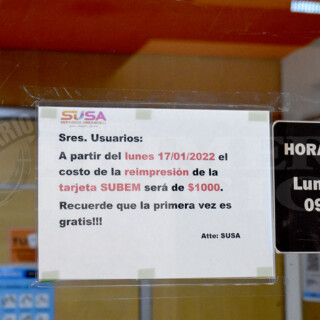 SUSA
Sres. Usuarios:
A partir del lunes 17/01/2022 el
costo de la reimpresión de la
tarjeta SUBEM será de $1000.
Recuerde que la primera vez es
gratis!!!
Atte: SUSA
HORA
Lun
09